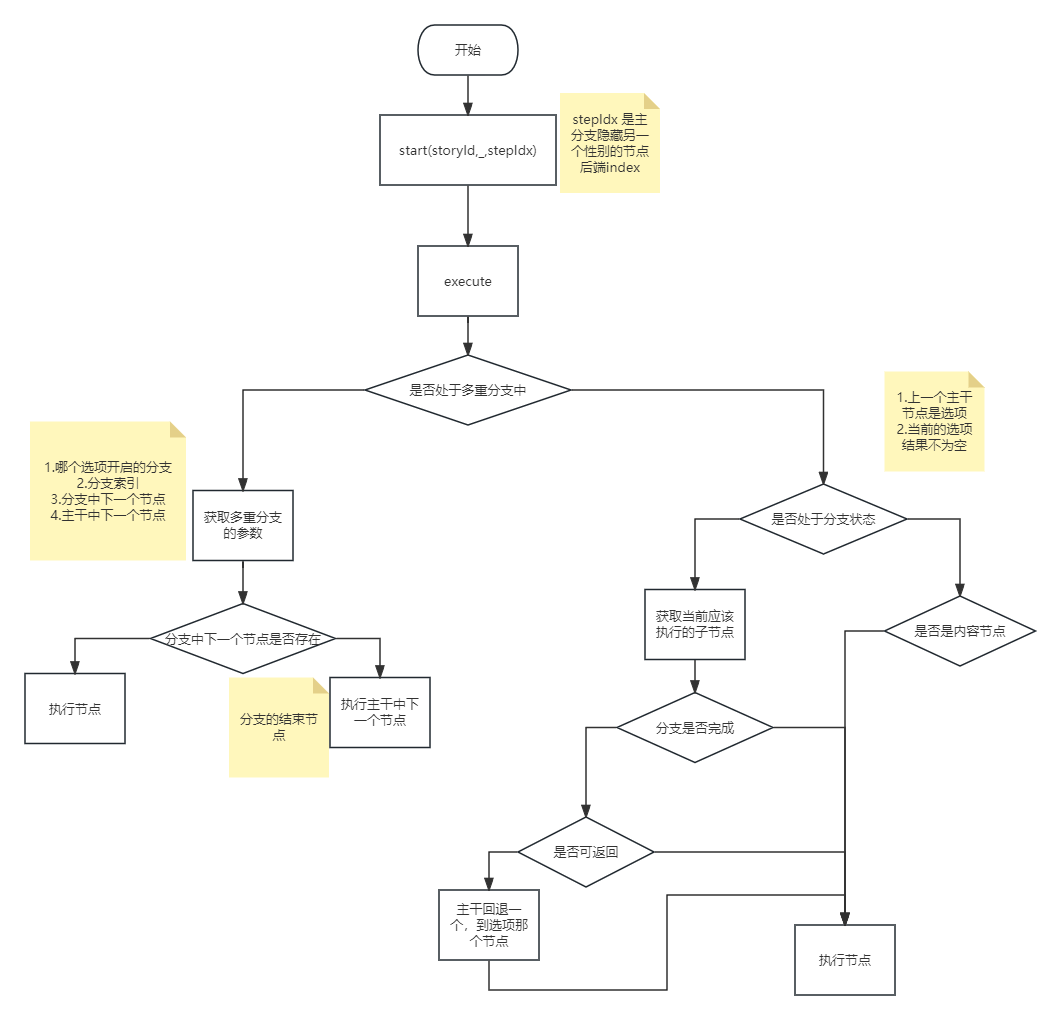 开始
start(storyId,_,stepIdx)
stepIdx 是主
分支隐藏另一
个性别的节点
后端index
execute
是否处于多重分支中
1.上一个主干
节点是选项
2.当前的选项
结果不为空
1.哪个选项开启的分支
2.分支索引
3.分支中下一个节点
4.主干中下一个节点
获取多重分支
的参数
是否处于分支状态
分支中下一个节点是否存在
获取当前应该
执行的子节点
是否是内容节点
执行节点
分支的结束节
点
执行主干中下
一个节点
分支是否完成
是否可返回
主干回退一
个，到选项那
个节点
执行节点